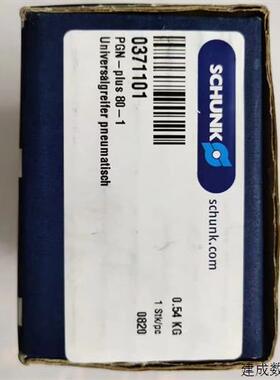 SCHUNK
schunk.com
0371101
PGN-plus 80-1
Universalgreifer pneumatisch
0.54 KG
1 Stk/pc
0820
建成数